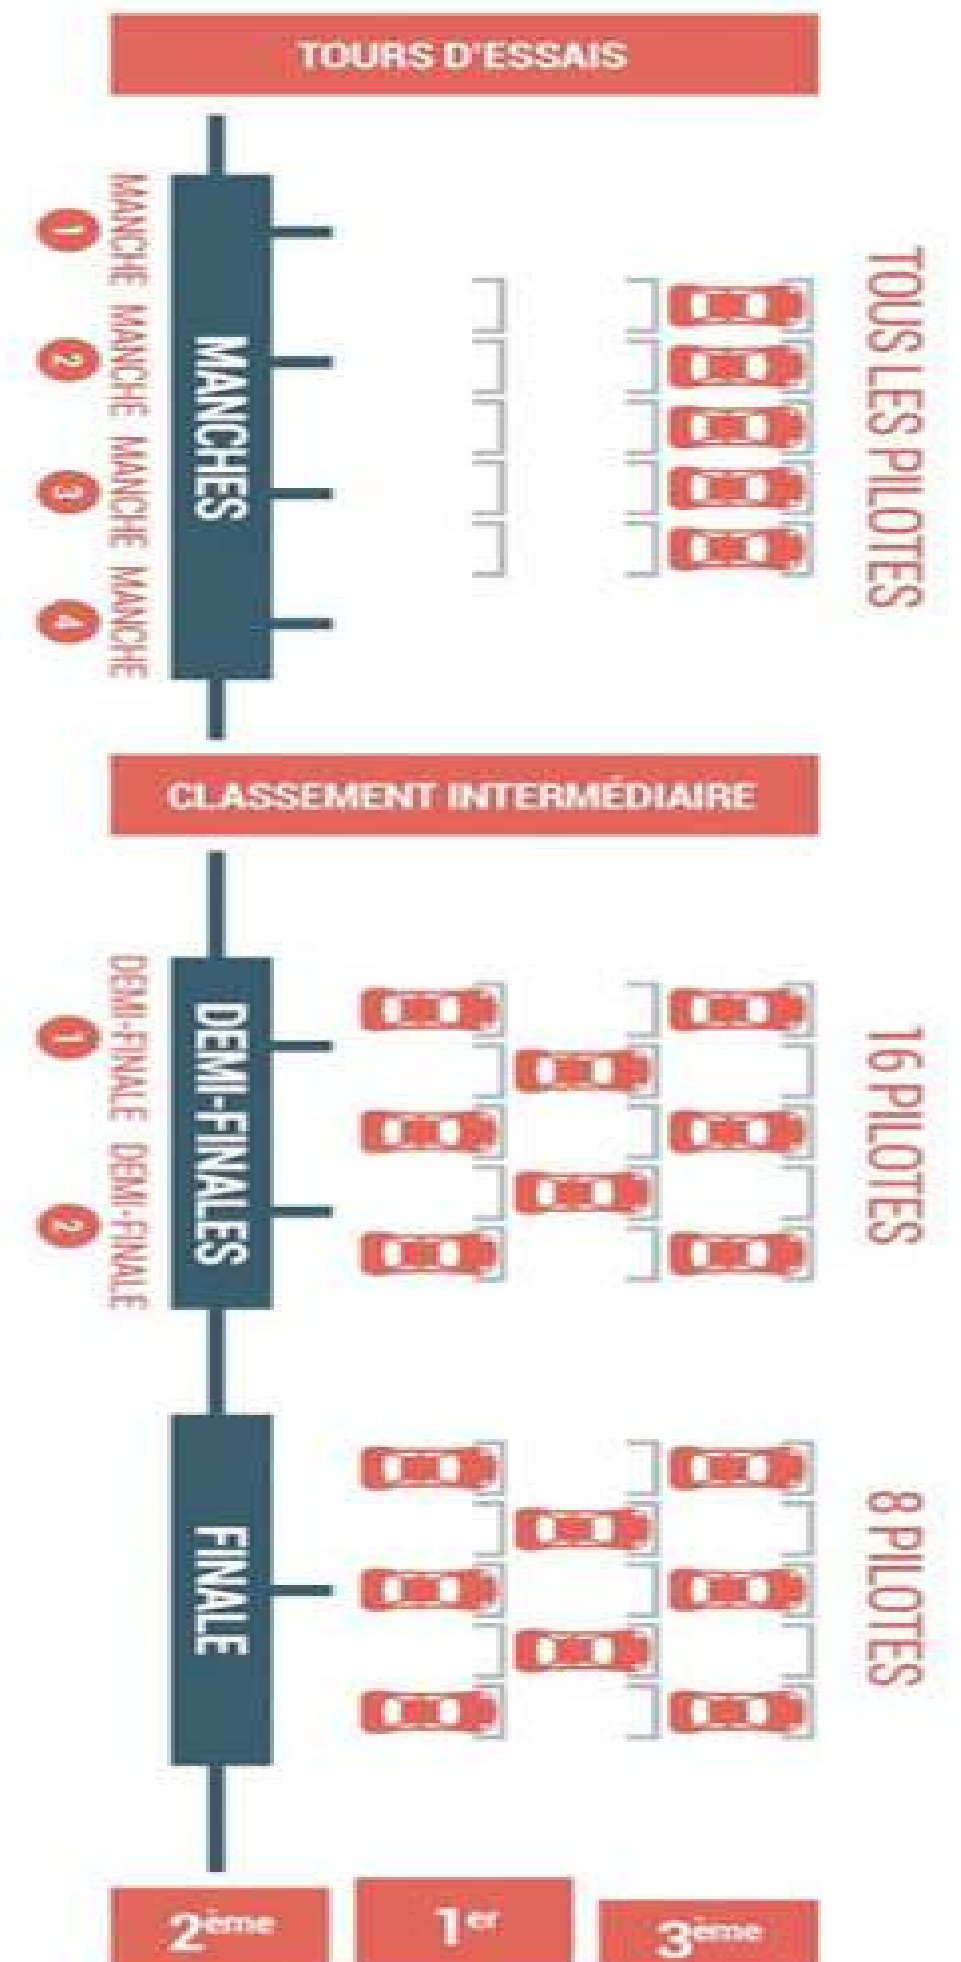 TOURS D'ESSAIS
TOUS LES PILOTES
MANCHES
MANCHE 1
MANCHE 2
MANCHE 3
MANCHE 4
CLASSEMENT INTERMÉDIAIRE
16 PILOTES
DEMI-FINALES
DEMI-FINALE 1
DEMI-FINALE 2
8 PILOTES
FINALE
2ème
1er
3ème